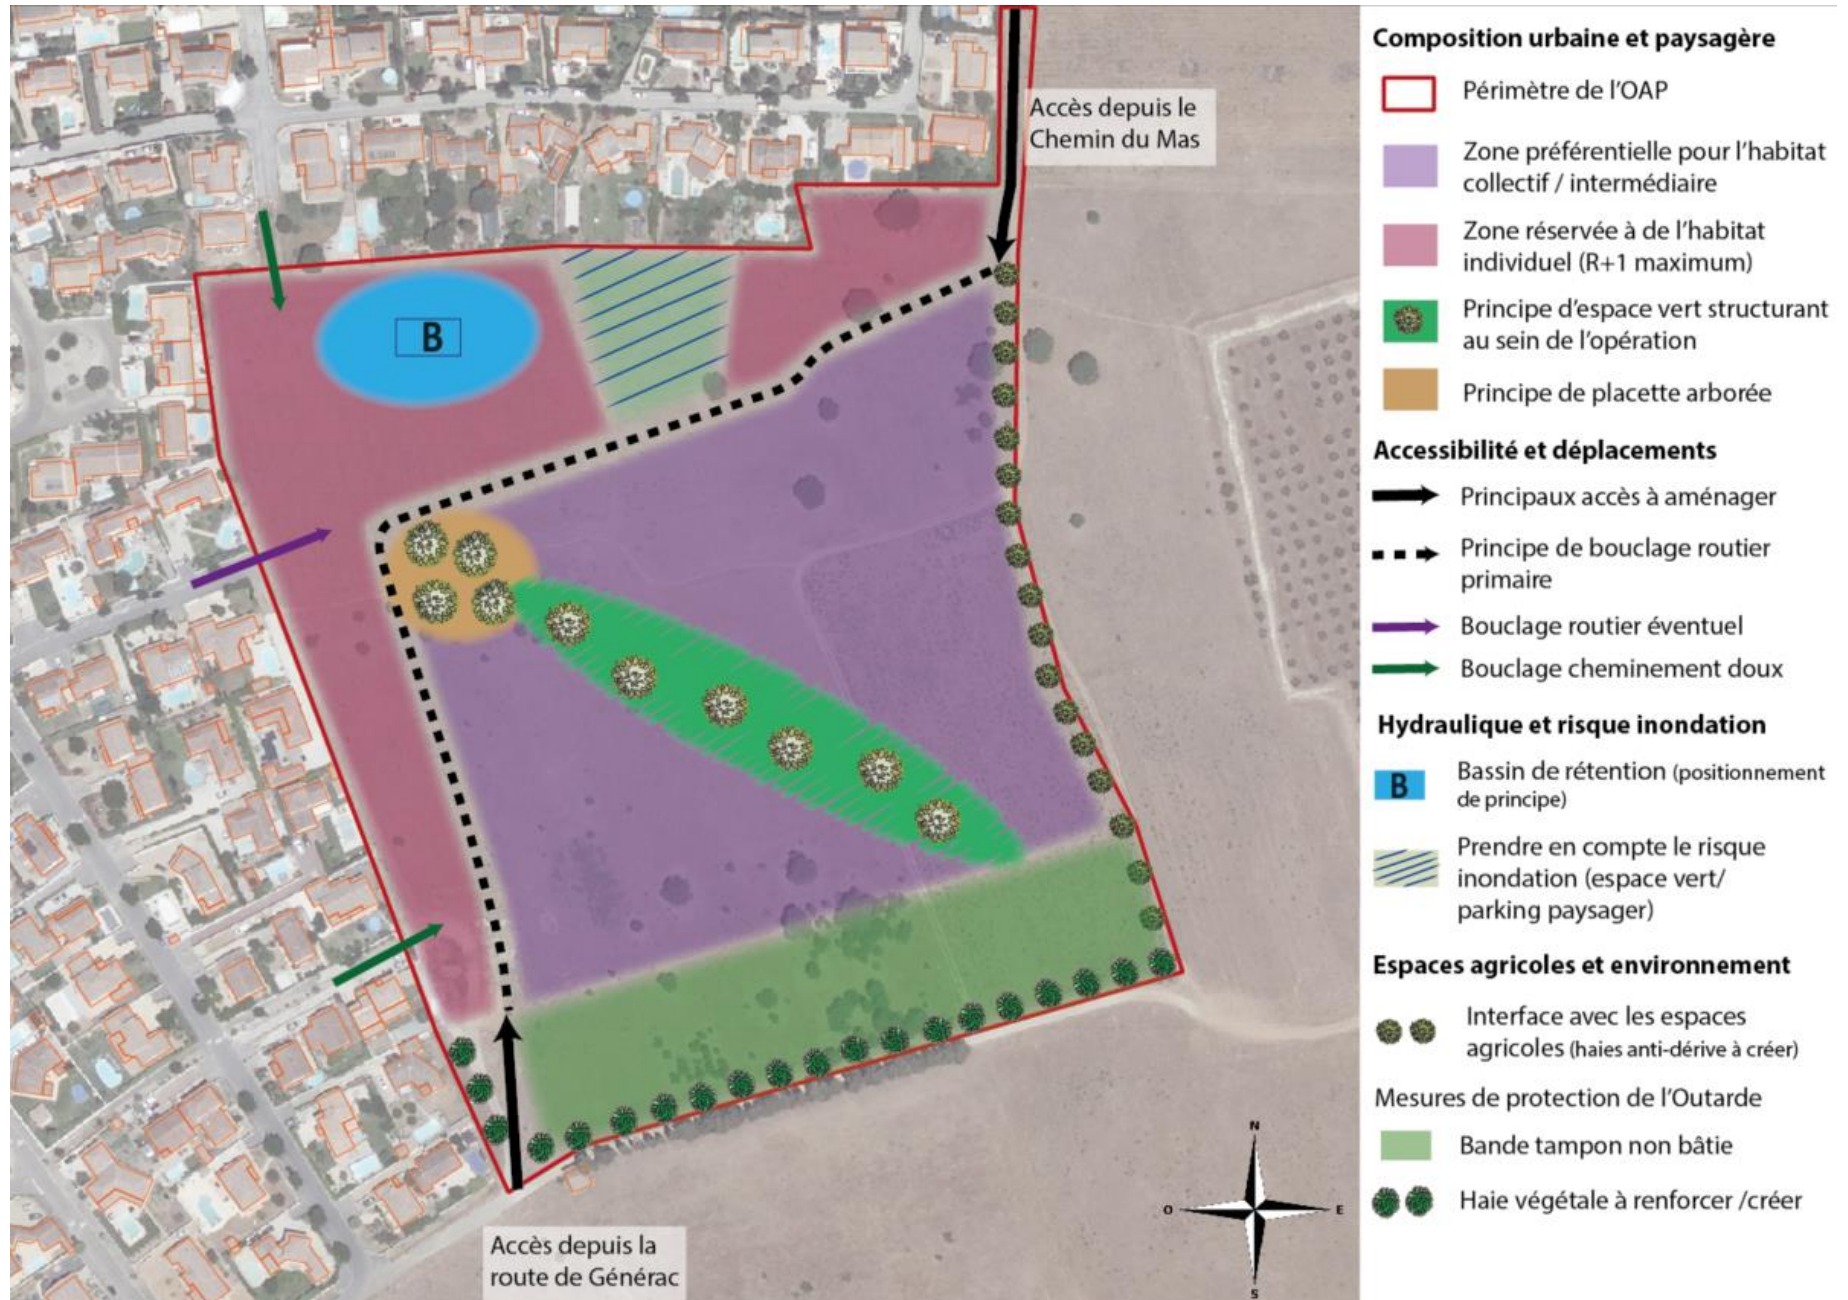 Accès depuis le
Chemin du Mas
B
Accès depuis la
route de Générac
N
O
E
S
Composition urbaine et paysagère
Périmètre de l'OAP
Zone préférentielle pour l'habitat
collectif / intermédiaire
Zone réservée à de l'habitat
individuel (R+1 maximum)
Principe d'espace vert structurant
au sein de l'opération
Principe de placette arborée
Accessibilité et déplacements
Principaux accès à aménager
Principe de bouclage routier
primaire
Bouclage routier éventuel
Bouclage cheminement doux
Hydraulique et risque inondation
B
Bassin de rétention (positionnement
de principe)
Prendre en compte le risque
inondation (espace vert/
parking paysager)
Espaces agricoles et environnement
Interface avec les espaces
agricoles (haies anti-dérive à créer)
Mesures de protection de l'Outarde
Bande tampon non bâtie
Haie végétale à renforcer /créer